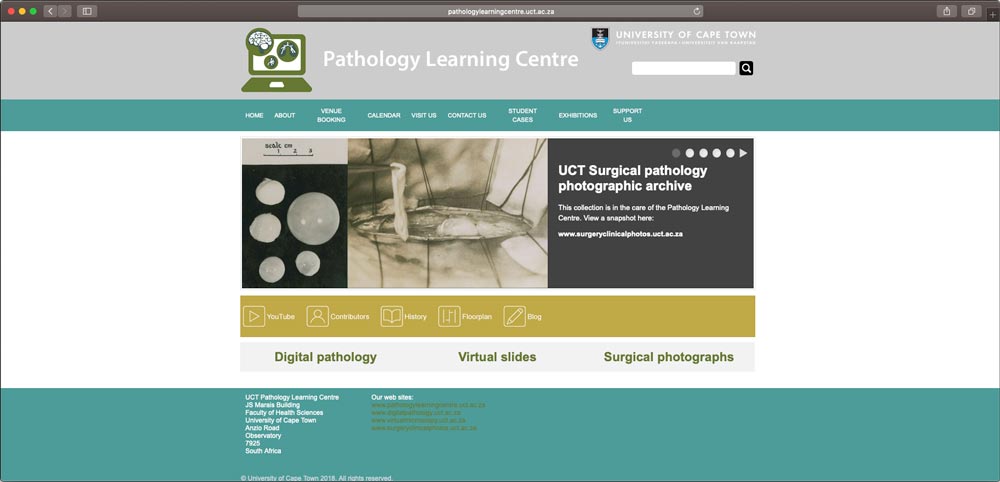 pathologylearningcentre.uct.ac.za
Pathology Learning Centre
UNIVERSITY OF CAPE TOWN
IYUNIVESITHI YASEKAPA • UNIVERSITEIT VAN KAAPSTAD
HOME
ABOUT
VENUE
BOOKING
CALENDAR
VISIT US
CONTACT US
STUDENT
CASES
EXHIBITIONS
SUPPORT
US
scale cm
1 2 3
UCT Surgical pathology
photographic archive
This collection is in the care of the Pathology Learning
Centre. View a snapshot here:
www.surgeryclinicalphotos.uct.ac.za
YouTube
Contributors
History
Floorplan
Blog
Digital pathology
Virtual slides
Surgical photographs
UCT Pathology Learning Centre
JS Marais Building
Faculty of Health Sciences
University of Cape Town
Anzio Road
Observatory
7925
South Africa
Our web sites:
www.pathologylearningcentre.uct.ac.za
www.digitalpathology.uct.ac.za
www.virtualmicroscopy.uct.ac.za
www.surgeryclinicalphotos.uct.ac.za
© University of Cape Town 2018. All rights reserved.